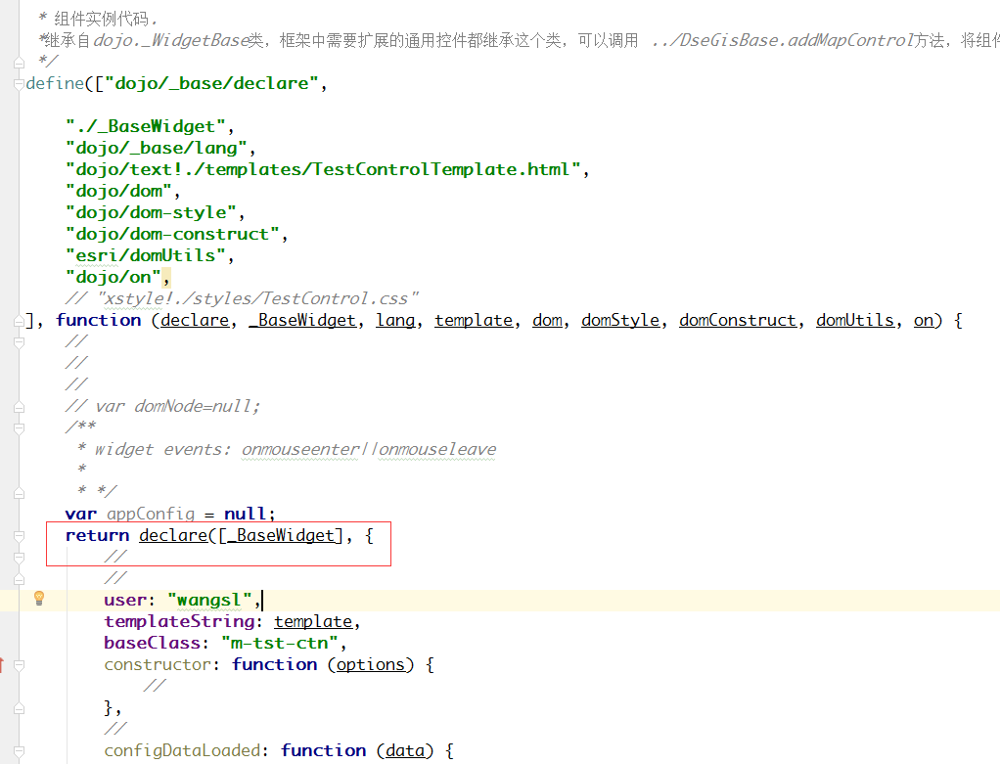 * 组件实例代码.
*继承自dojo._WidgetBase类，框架中需要扩展的通用控件都继承这个类，可以调用 ../DseGisBase.addMapControl方法，将组件
*/
define(["dojo/_base/declare",
"./_BaseWidget",
"dojo/_base/lang",
"dojo/text!./templates/TestControlTemplate.html",
"dojo/dom",
"dojo/dom-style",
"dojo/dom-construct",
"esri/domUtils",
"dojo/on",
// "xstyle!./styles/TestControl.css"
], function (declare, _BaseWidget, lang, template, dom, domStyle, domConstruct, domUtils, on) {
//
//
//
// var domNode=null;
/**
* widget events: onmouseenter||onmouseleave
*
* */
var appConfig = null;
return declare([_BaseWidget], {
//
//
user: "wangsl",
templateString: template,
baseClass: "m-tst-ctn",
constructor: function (options) {
//
},
//
configDataLoaded: function (data) {